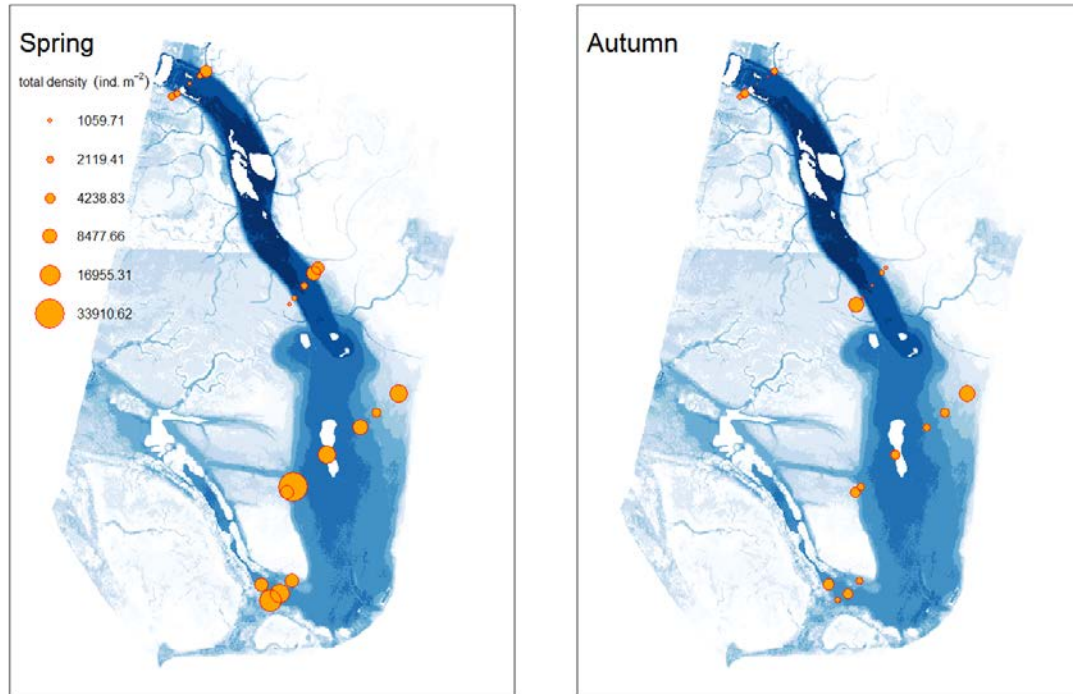 Spring
total density (ind. m⁻²)
1059.71
2119.41
4238.83
8477.66
16955.31
33910.62
Autumn